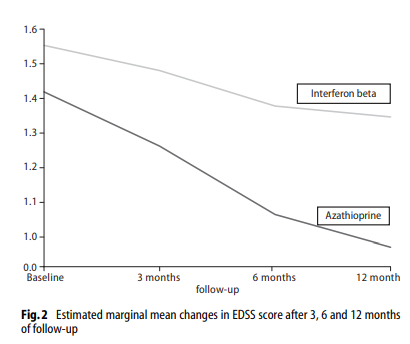 1.6
1.5
Interferon beta
1.4
1.3
1.2
1.1
Azathioprine
1.0
0.0
Baseline
3 months
6 months
12 month
follow-up
Fig. 2 Estimated marginal mean changes in EDSS score after 3, 6 and 12 months
of follow-up